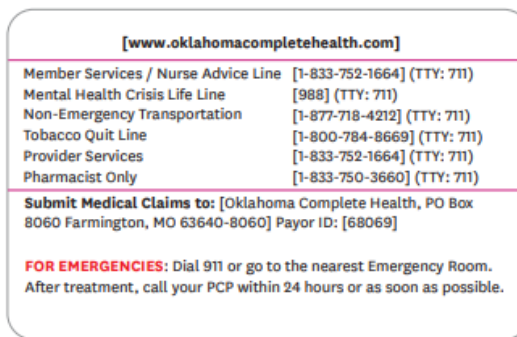 [www.oklahomacompletehealth.com]
Member Services / Nurse Advice Line [1-833-752-1664] (TTY: 711)
Mental Health Crisis Life Line [988] (TTY: 711)
Non-Emergency Transportation [1-877-718-4212] (TTY: 711)
Tobacco Quit Line [1-800-784-8669] (TTY: 711)
Provider Services [1-833-752-1664] (TTY: 711)
Pharmacist Only [1-833-750-3660] (TTY: 711)
Submit Medical Claims to: [Oklahoma Complete Health, PO Box
8060 Farmington, MO 63640-8060] Payor ID: [68069]
FOR EMERGENCIES: Dial 911 or go to the nearest Emergency Room.
After treatment, call your PCP within 24 hours or as soon as possible.